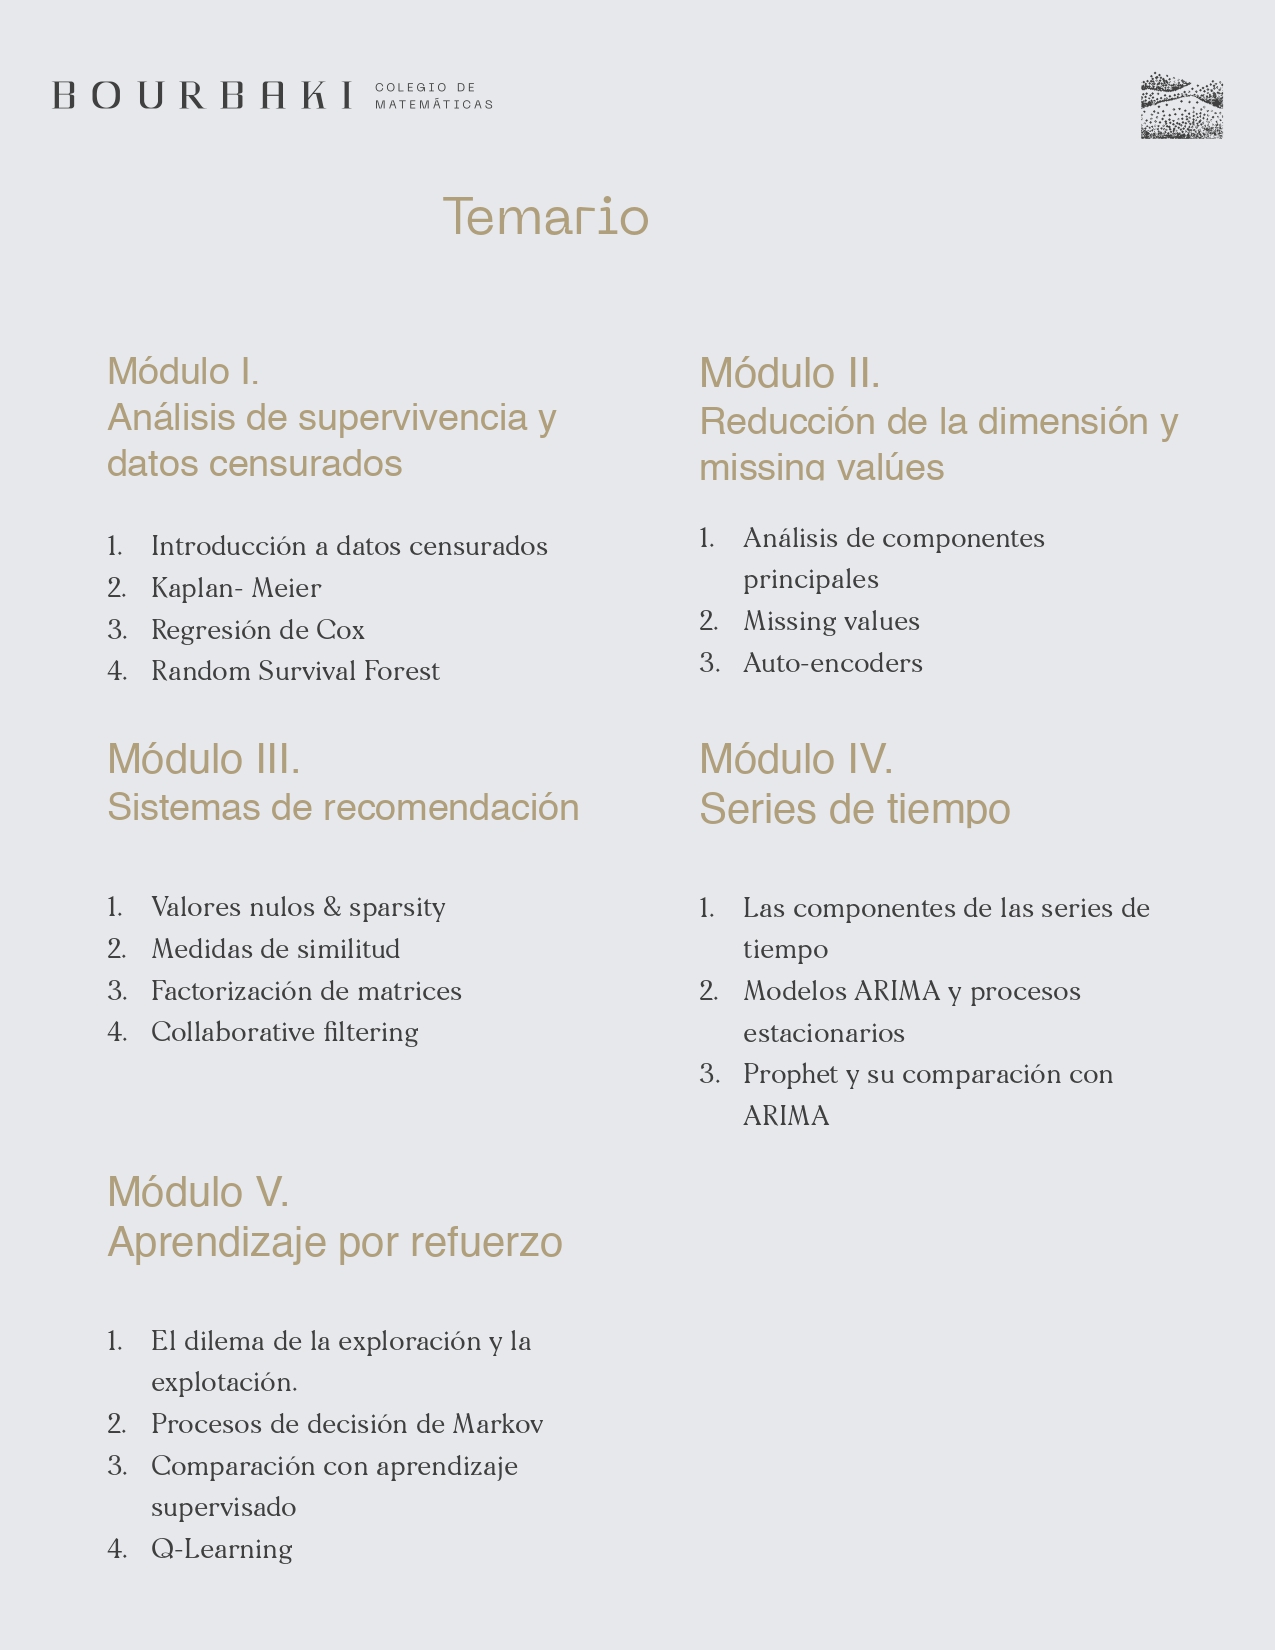 BOURBAKI
COLEGIO DE
MATEMÁTICAS
Temario
Módulo I.
Análisis de supervivencia y
datos censurados
1. Introducción a datos censurados
2. Kaplan- Meier
3. Regresión de Cox
4. Random Survival Forest
Módulo II.
Reducción de la dimensión y
missing valúes
1. Análisis de componentes
principales
2. Missing values
3. Auto-encoders
Módulo III.
Sistemas de recomendación
1. Valores nulos & sparsity
2. Medidas de similitud
3. Factorización de matrices
4. Collaborative filtering
Módulo IV.
Series de tiempo
1. Las componentes de las series de
tiempo
2. Modelos ARIMA y procesos
estacionarios
3. Prophet y su comparación con
ARIMA
Módulo V.
Aprendizaje por refuerzo
1. El dilema de la exploración y la
explotación.
2. Procesos de decisión de Markov
3. Comparación con aprendizaje
supervisado
4. Q-Learning